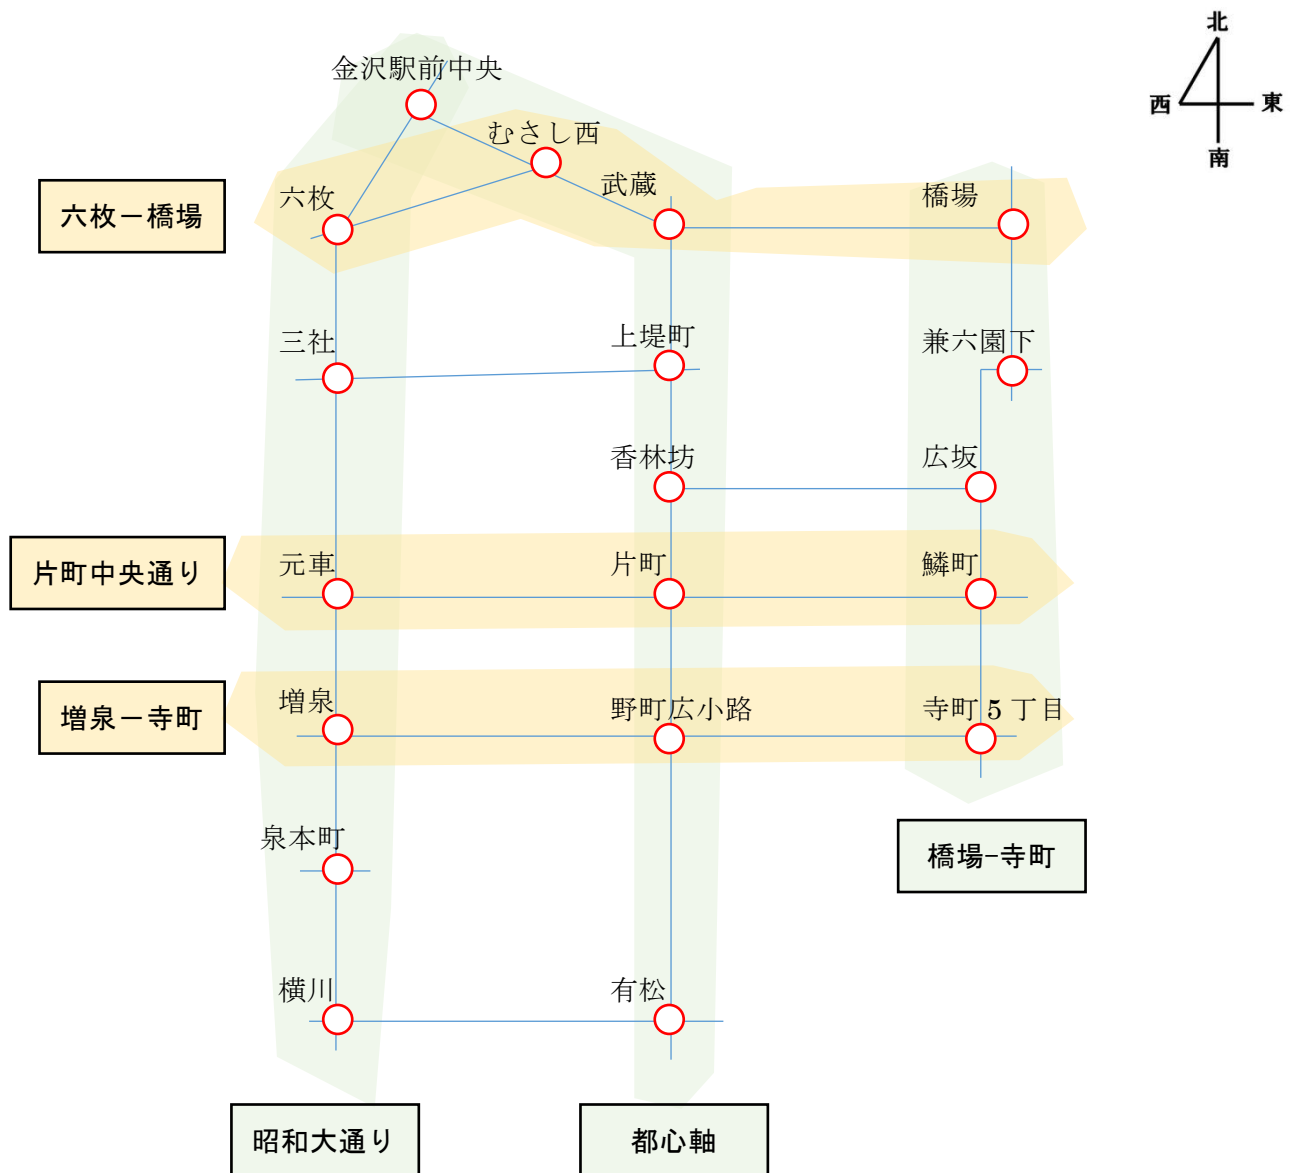 北
金沢駅前中央
西
東
むさし西
南
六枚
武蔵
橋場
六枚－橋場
三社
上堤町
兼六園下
香林坊
広坂
片町中央通り
元車
片町
鱗町
増泉－寺町
増泉
野町広小路
寺町５丁目
泉本町
橋場-寺町
横川
有松
昭和大通り
都心軸